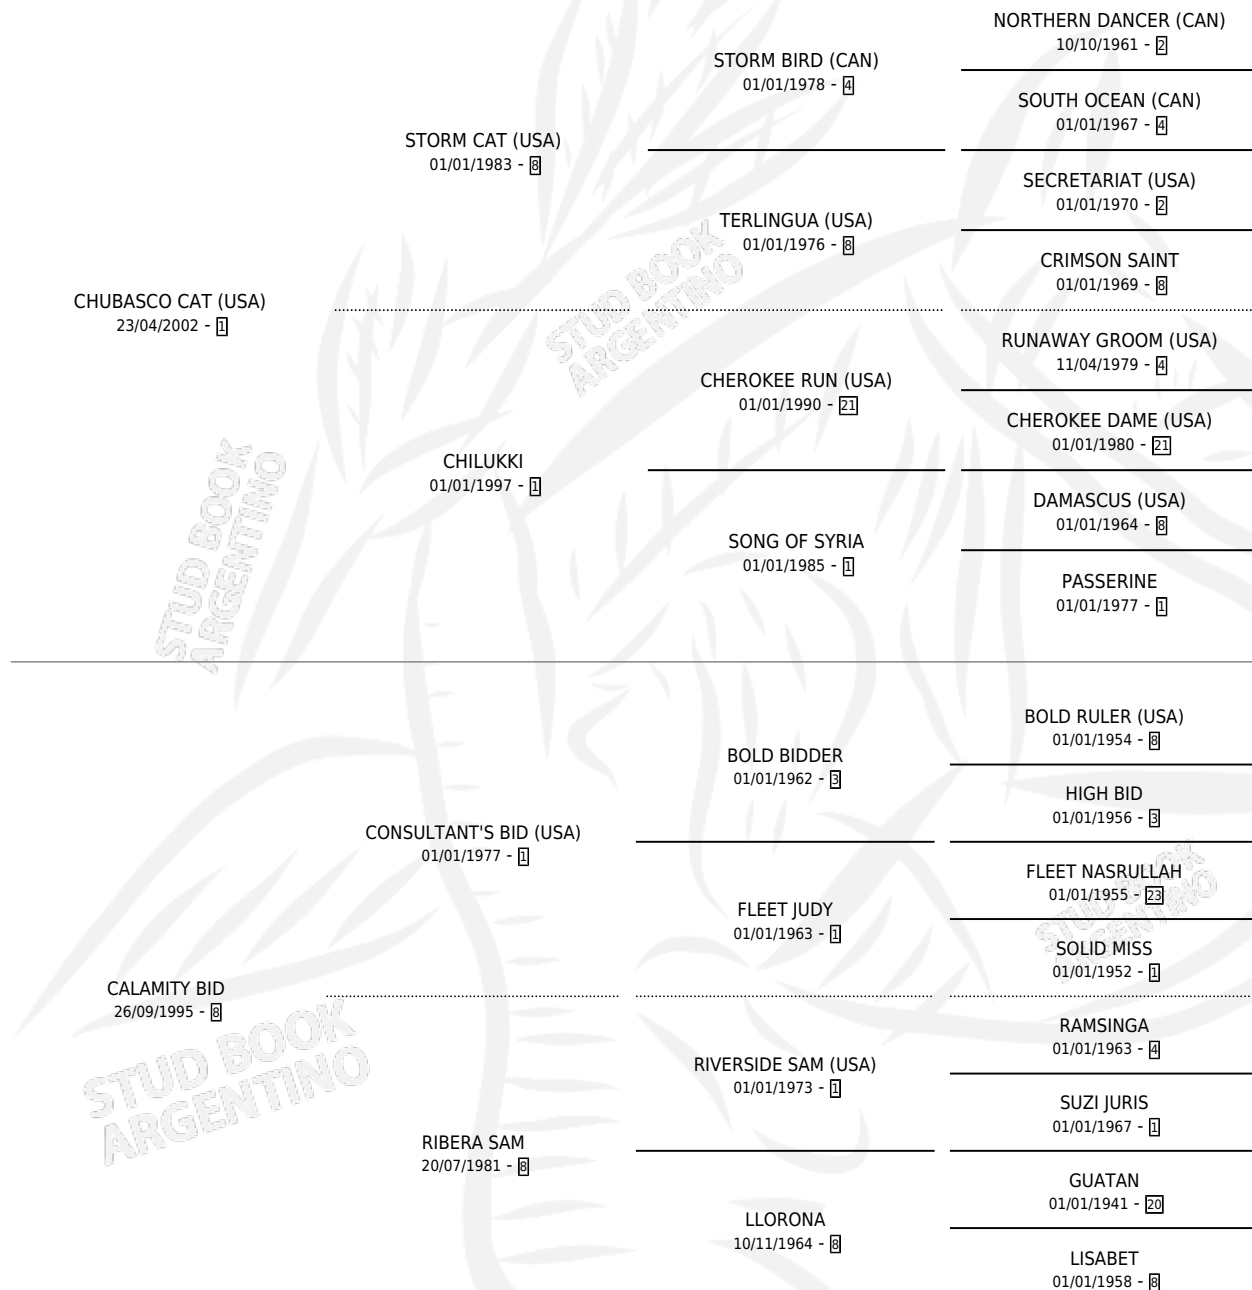 NORTHERN DANCER (CAN)
10/10/1961 - 2
STORM BIRD (CAN)
01/01/1978 - 4
SOUTH OCEAN (CAN)
01/01/1967 - 4
STORM CAT (USA)
01/01/1983 - 8
SECRETARIAT (USA)
01/01/1970 - 2
TERLINGUA (USA)
01/01/1976 - 8
CRIMSON SAINT
01/01/1969 - 8
CHUBASCO CAT (USA)
23/04/2002 - 1
RUNAWAY GROOM (USA)
11/04/1979 - 4
CHEROKEE RUN (USA)
01/01/1990 - 21
CHEROKEE DAME (USA)
01/01/1980 - 21
CHILUKKI
01/01/1997 - 1
DAMASCUS (USA)
01/01/1964 - 8
SONG OF SYRIA
01/01/1985 - 1
PASSERINE
01/01/1977 - 1
BOLD RULER (USA)
01/01/1954 - 8
BOLD BIDDER
01/01/1962 - 3
HIGH BID
01/01/1956 - 3
CONSULTANT'S BID (USA)
01/01/1977 - 1
FLEET NASRULLAH
01/01/1955 - 23
FLEET JUDY
01/01/1963 - 1
SOLID MISS
01/01/1952 - 1
CALAMITY BID
26/09/1995 - 8
RAMSINGA
01/01/1963 - 4
RIVERSIDE SAM (USA)
01/01/1973 - 1
SUZI JURIS
01/01/1967 - 1
RIBERA SAM
20/07/1981 - 8
GUATAN
01/01/1941 - 20
LLORONA
10/11/1964 - 8
LISABET
01/01/1958 - 8
STUD BOOK
ARGENTINO
STUD BOOK
ARGENTINO
STUD BOOK
ARGENTINO
STUD BOOK
ARGENTINO